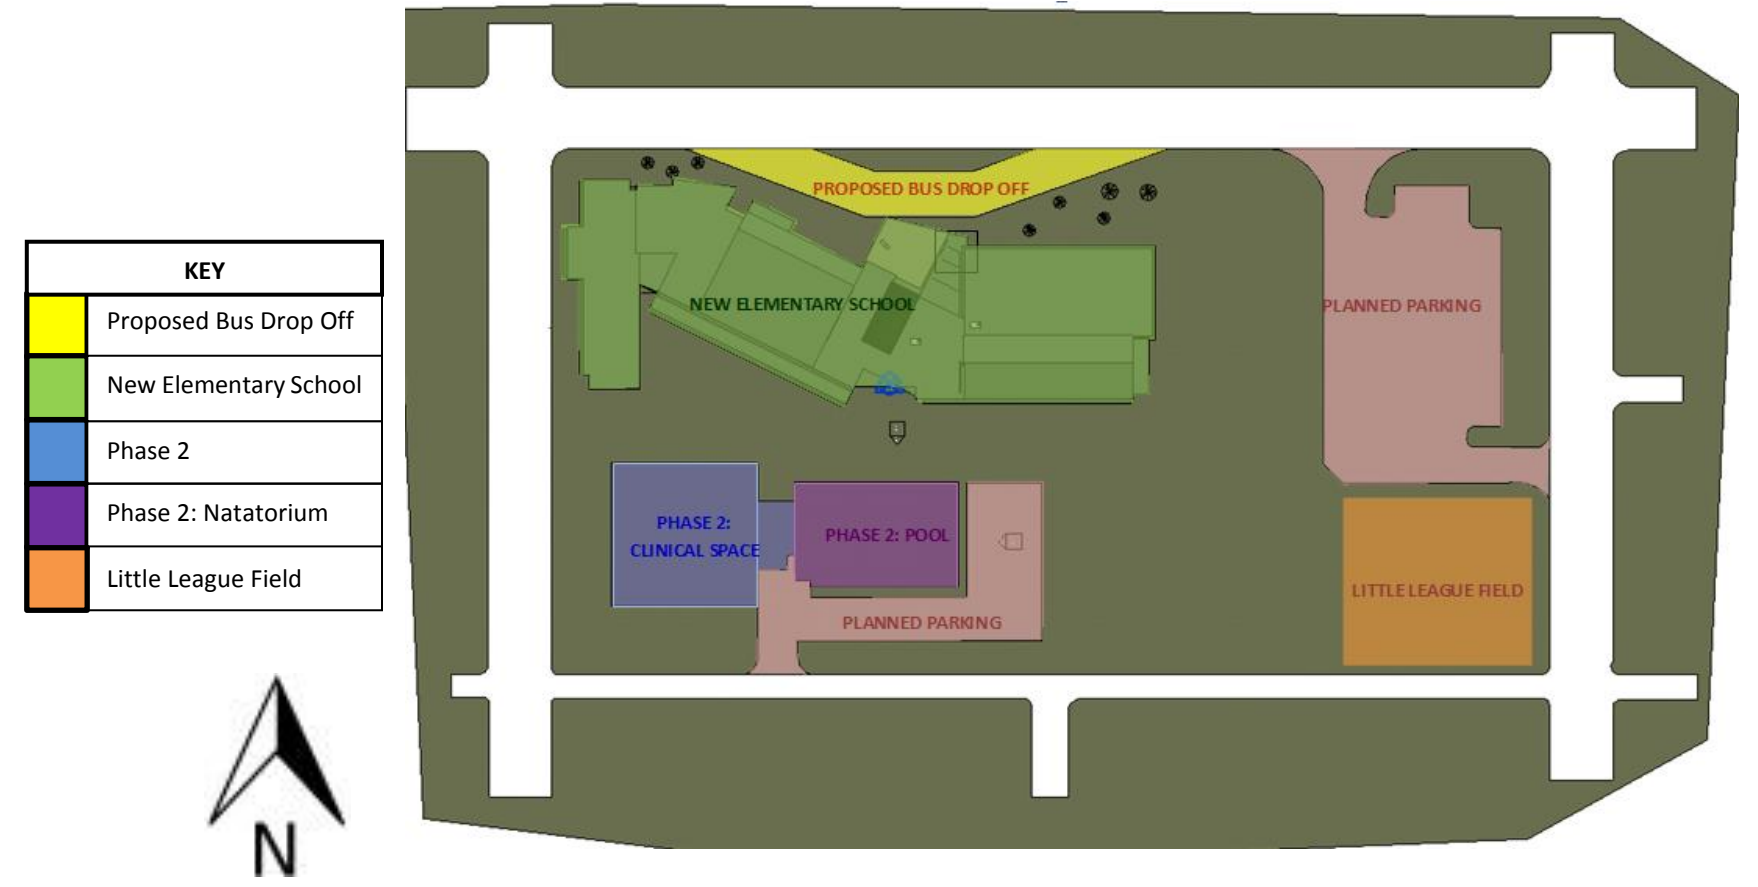 KEY
Proposed Bus Drop Off
New Elementary School
Phase 2
Phase 2: Natatorium
Little League Field
N
PROPOSED BUS DROP OFF
NEW ELEMENTARY SCHOOL
PLANNED PARKING
PHASE 2:
CLINICAL SPACE
PHASE 2: POOL
PLANNED PARKING
LITTLE LEAGUE FIELD